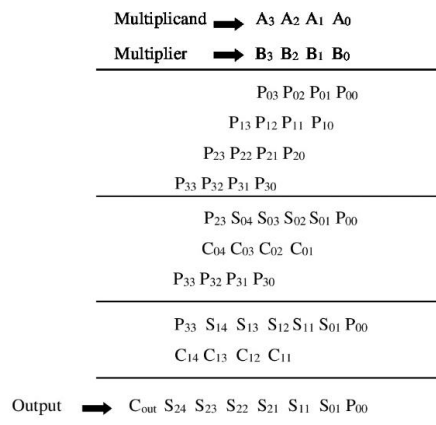 Multiplicand → A₃ A₂ A₁ A₀
Multiplier → B₃ B₂ B₁ B₀
P₀₃ P₀₂ P₀₁ P₀₀
P₁₃ P₁₂ P₁₁ P₁₀
P₂₃ P₂₂ P₂₁ P₂₀
P₃₃ P₃₂ P₃₁ P₃₀
P₂₃ S₀₄ S₀₃ S₀₂ S₀₁ P₀₀
C₀₄ C₀₃ C₀₂ C₀₁
P₃₃ P₃₂ P₃₁ P₃₀
P₃₃ S₁₄ S₁₃ S₁₂ S₁₁ S₀₁ P₀₀
C₁₄ C₁₃ C₁₂ C₁₁
Output → Cout S₂₄ S₂₃ S₂₂ S₂₁ S₁₁ S₀₁ P₀₀